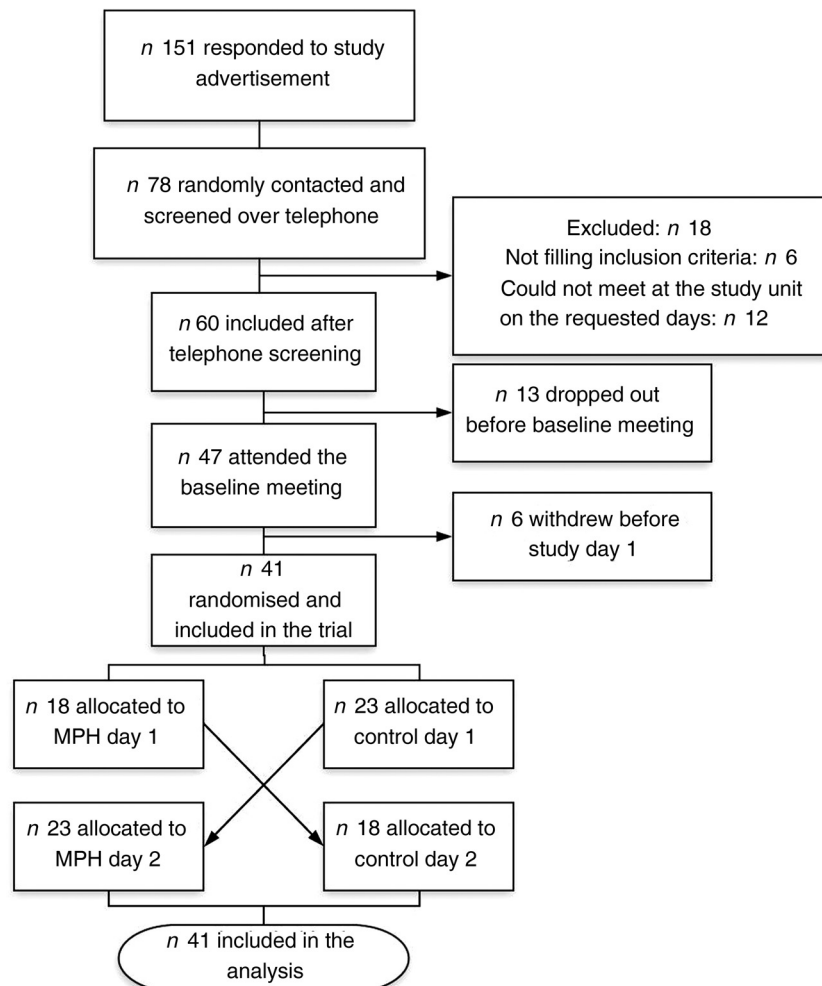 n 151 responded to study
advertisement
n 78 randomly contacted and
screened over telephone
Excluded: n 18
Not filling inclusion criteria: n 6
Could not meet at the study unit
on the requested days: n 12
n 60 included after
telephone screening
n 13 dropped out
before baseline meeting
n 47 attended the
baseline meeting
n 6 withdrew before
study day 1
n 41
randomised and
included in the trial
n 18 allocated to
MPH day 1
n 23 allocated to
control day 1
n 23 allocated to
MPH day 2
n 18 allocated to
control day 2
n 41 included in the
analysis